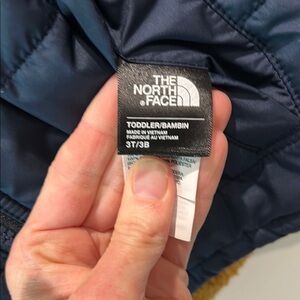 THE
NORTH
FACE
TODDLER/BAMBIN
MADE IN VIETNAM
FABRIQUÉ AU VIETNAM
3T/3B